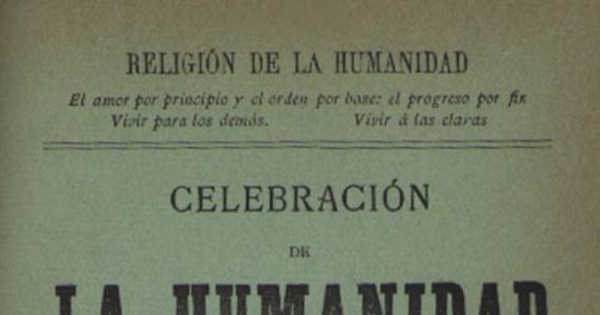 RELIGIÓN DE LA HUMANIDAD
El amor por principio y el orden por base: el progreso por fin
Vivir para los demás. Vivir á las claras
CELEBRACIÓN
DE
LA HUMANIDAD